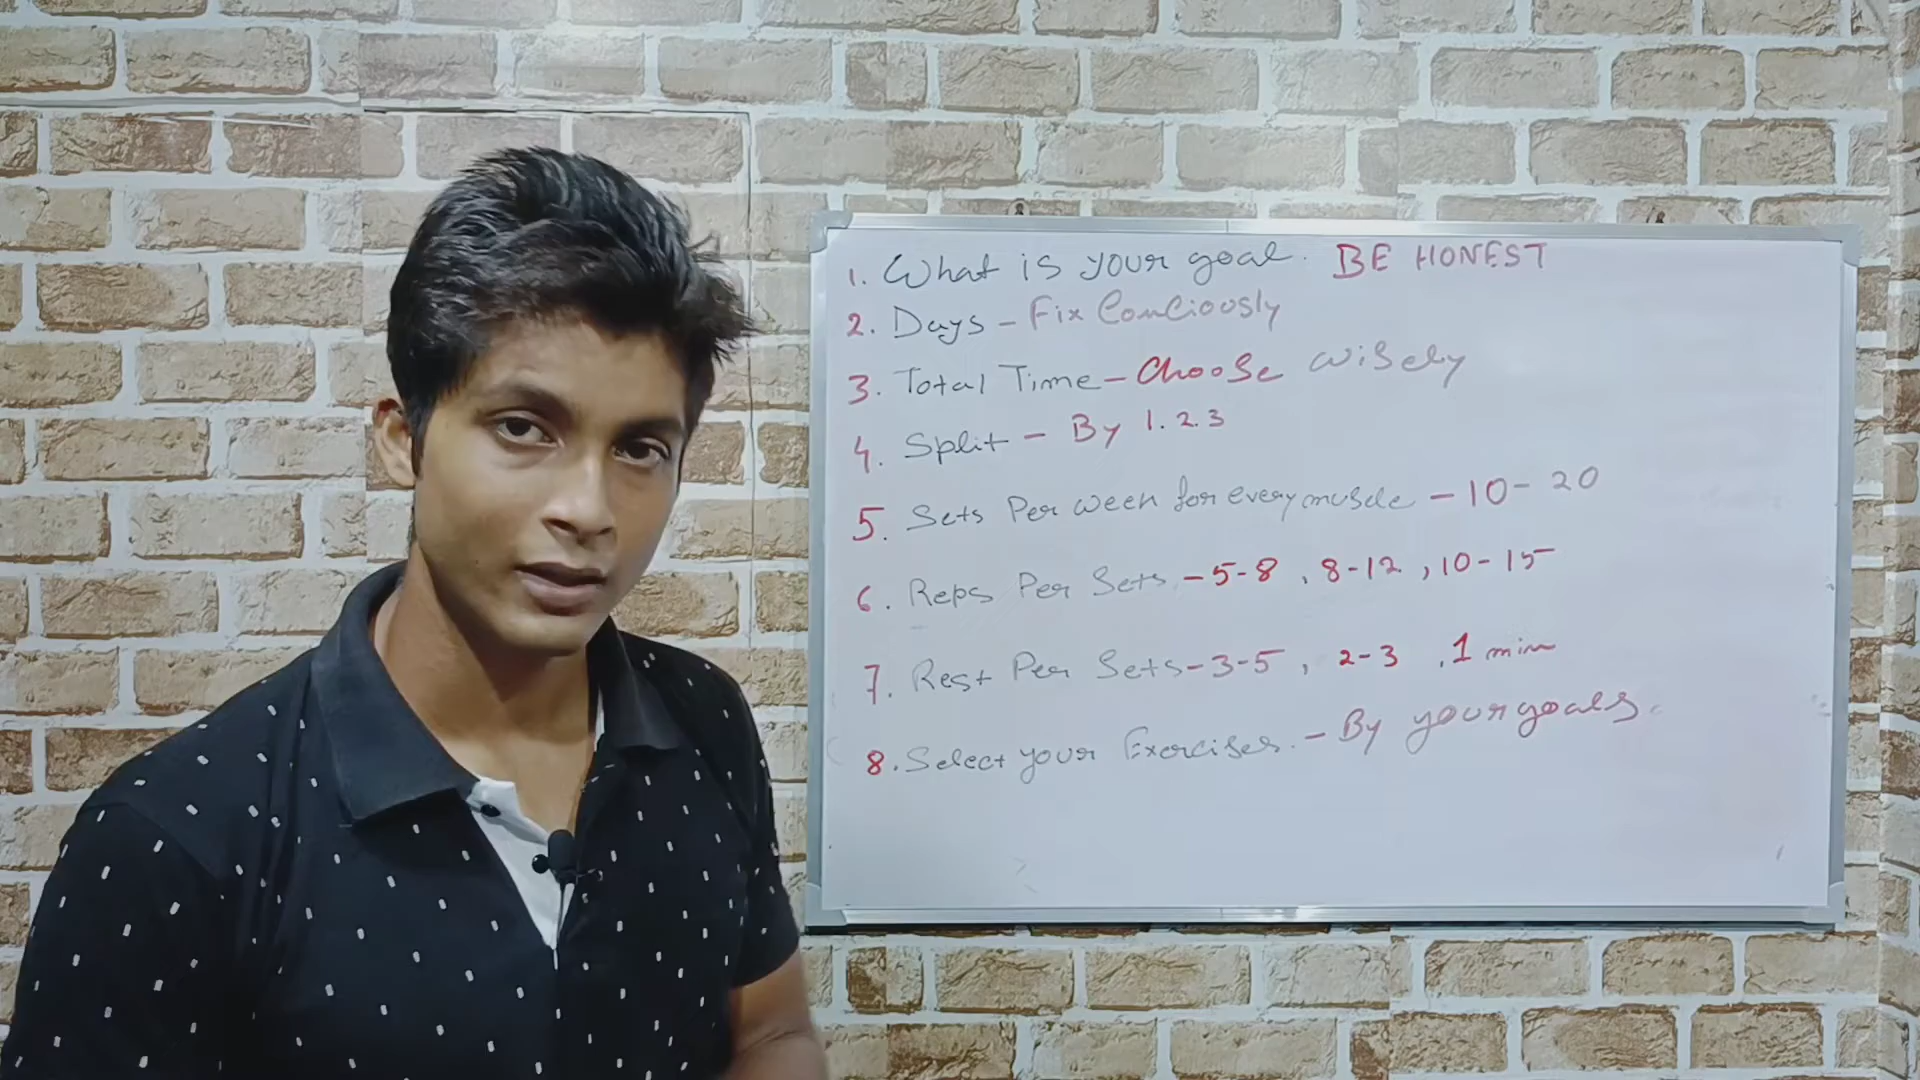 1. What is your goal. BE HONEST
2. Days - Fix Conciously
3. Total Time - Choose wisely
4. Split - By 1.2.3
5. Sets Per week for every muscle - 10 - 20
6. Reps Per Sets - 5-8 , 8-12 , 10-15
7. Rest Per Sets - 3-5 , 2-3 , 1 min
8. Select your Exercises. - By your goals.